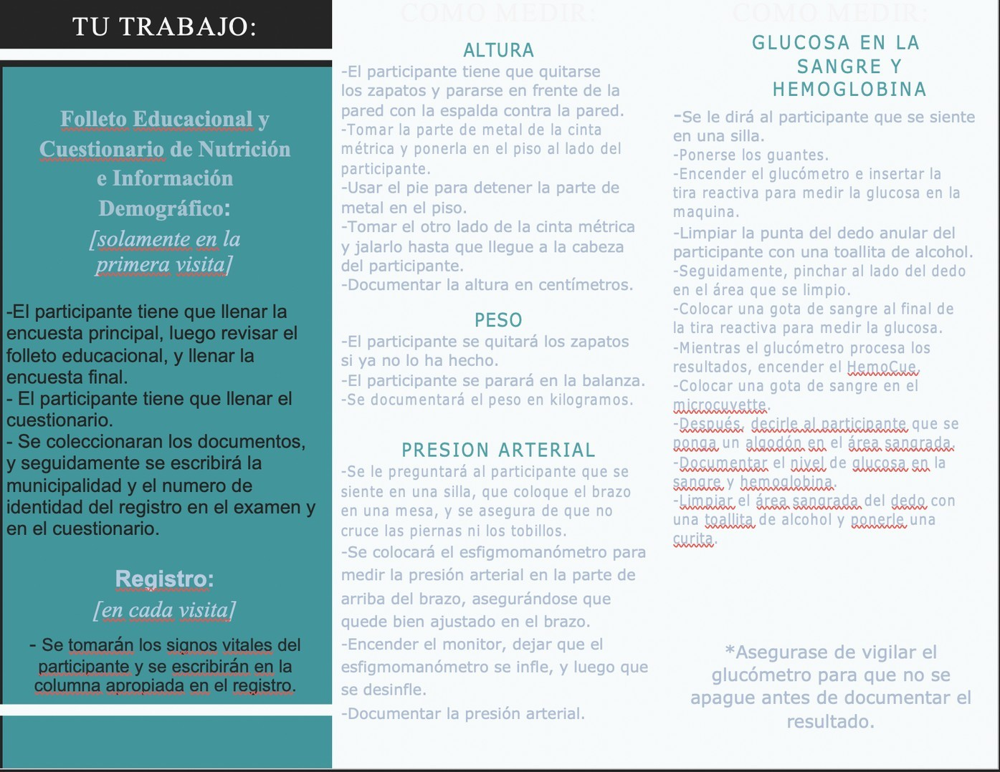 TU TRABAJO:
Folleto Educacional y
Cuestionario de Nutrición
e Información
Demográfico:
[solamente en la
primera visita]
-El participante tiene que llenar la
encuesta principal, luego revisar el
folleto educacional, y llenar la
encuesta final.
- El participante tiene que llenar el
cuestionario.
- Se coleccionaran los documentos,
y seguidamente se escribirá la
municipalidad y el numero de
identidad del registro en el examen y
en el cuestionario.
Registro:
[en cada visita]
- Se tomarán los signos vitales del
participante y se escribirán en la
columna apropiada en el registro.
COMO MEDIR:
ALTURA
-El participante tiene que quitarse
los zapatos y pararse en frente de la
pared con la espalda contra la pared.
-Tomar la parte de metal de la cinta
métrica y ponerla en el piso al lado del
participante.
-Usar el pie para detener la parte de
metal en el piso.
-Tomar el otro lado de la cinta métrica
y jalarlo hasta que llegue a la cabeza
del participante.
-Documentar la altura en centímetros.
PESO
-El participante se quitará los zapatos
si ya no lo ha hecho.
-El participante se parará en la balanza.
-Se documentará el peso en kilogramos.
PRESION ARTERIAL
-Se le preguntará al participante que se
siente en una silla, que coloque el brazo
en una mesa, y se asegura de que no
cruce las piernas ni los tobillos.
-Se colocará el esfigmomanómetro para
medir la presión arterial en la parte de
arriba del brazo, asegurándose que
quede bien ajustado en el brazo.
-Encender el monitor, dejar que el
esfigmomanómetro se infle, y luego que
se desinfle.
-Documentar la presión arterial.
COMO MEDIR:
GLUCOSA EN LA
SANGRE Y
HEMOGLOBINA
-Se le dirá al participante que se siente
en una silla.
-Ponerse los guantes.
-Encender el glucómetro e insertar la
tira reactiva para medir la glucosa en la
maquina.
-Limpiar la punta del dedo anular del
participante con una toallita de alcohol.
-Seguidamente, pinchar al lado del dedo
en el área que se limpio.
-Colocar una gota de sangre al final de
la tira reactiva para medir la glucosa.
-Mientras el glucómetro procesa los
resultados, encender el HemoCue.
-Colocar una gota de sangre en el
microcuvette.
-Después, decirle al participante que se
ponga un algodón en el área sangrada.
-Documentar el nivel de glucosa en la
sangre y hemoglobina.
-Limpiar el área sangrada del dedo con
una toallita de alcohol y ponerle una
curita.
*Asegurase de vigilar el
glucómetro para que no se
apague antes de documentar el
resultado.